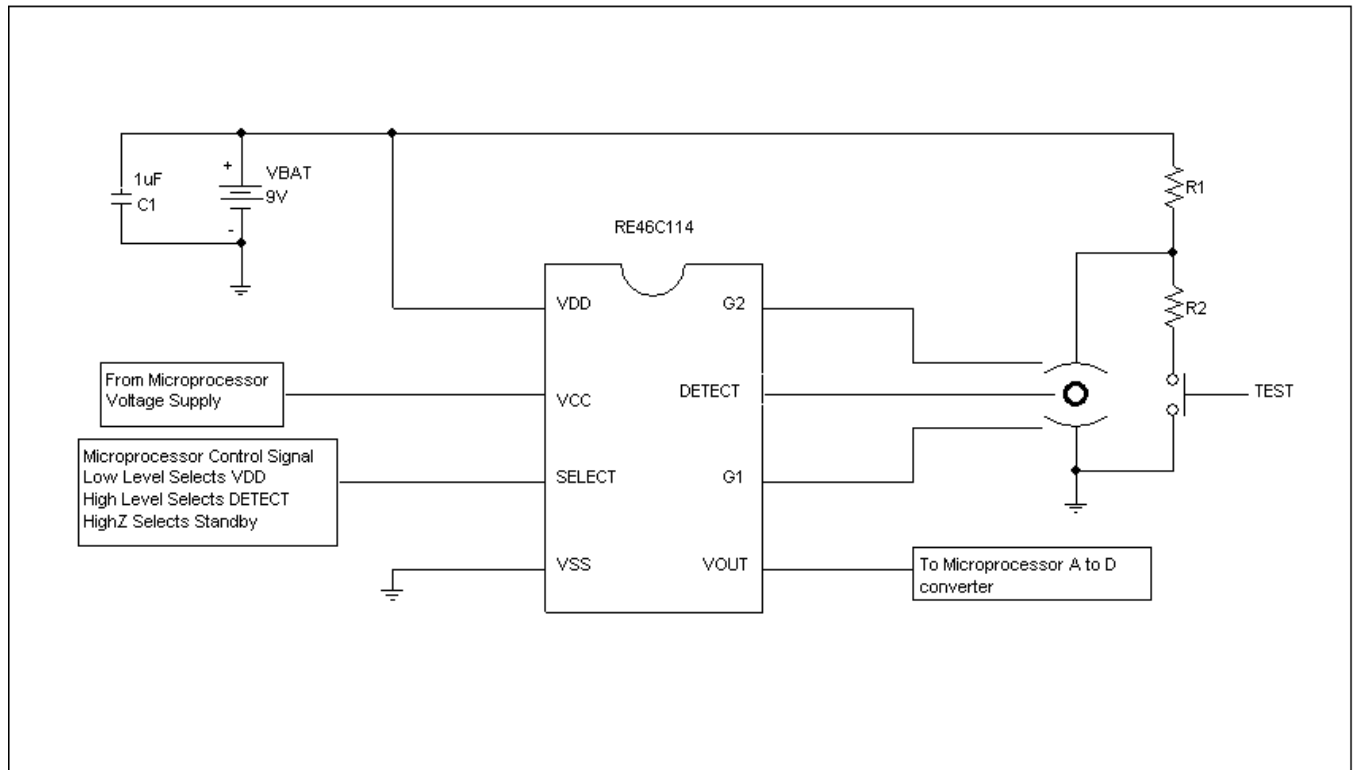 1uF
C1
+
VBAT
9V
-
R1
RE46C114
VDD
G2
R2
From Microprocessor
Voltage Supply
VCC
DETECT
TEST
Microprocessor Control Signal
Low Level Selects VDD
High Level Selects DETECT
HighZ Selects Standby
SELECT
G1
VSS
VOUT
To Microprocessor A to D
converter